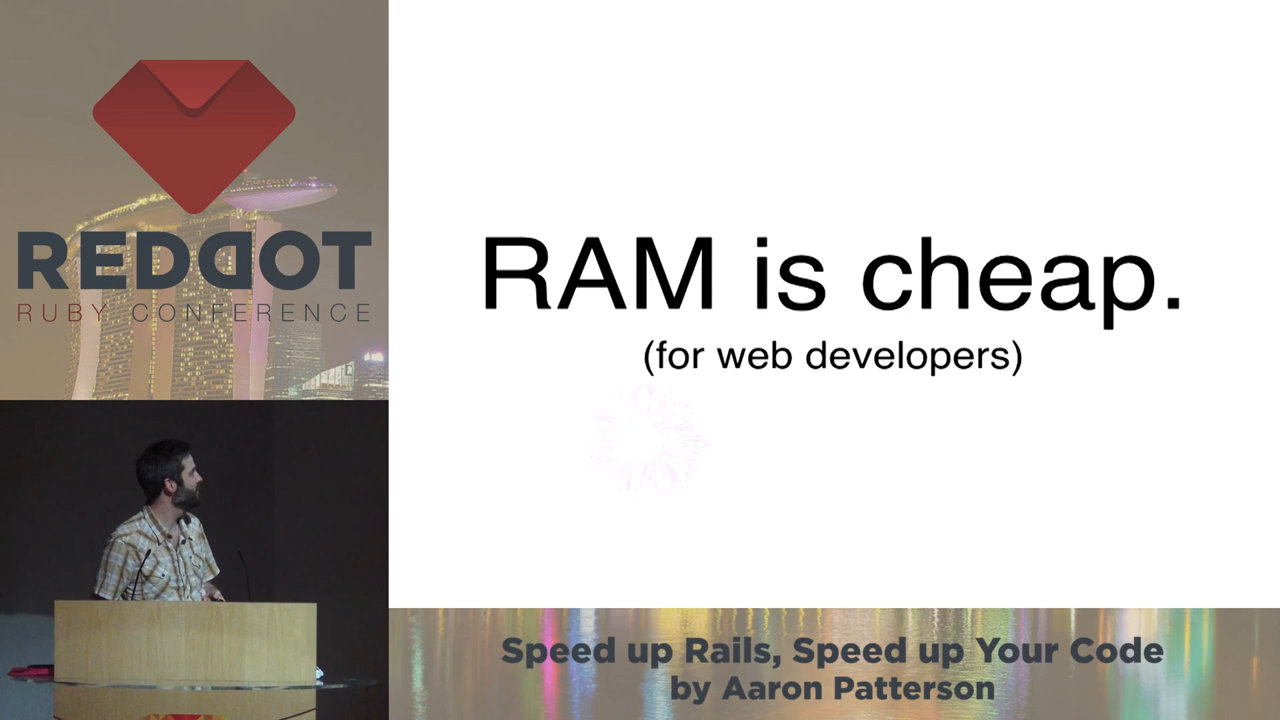 REDDOT
RUBY CONFERENCE
RAM is cheap.
(for web developers)
Speed up Rails, Speed up Your Code
by Aaron Patterson